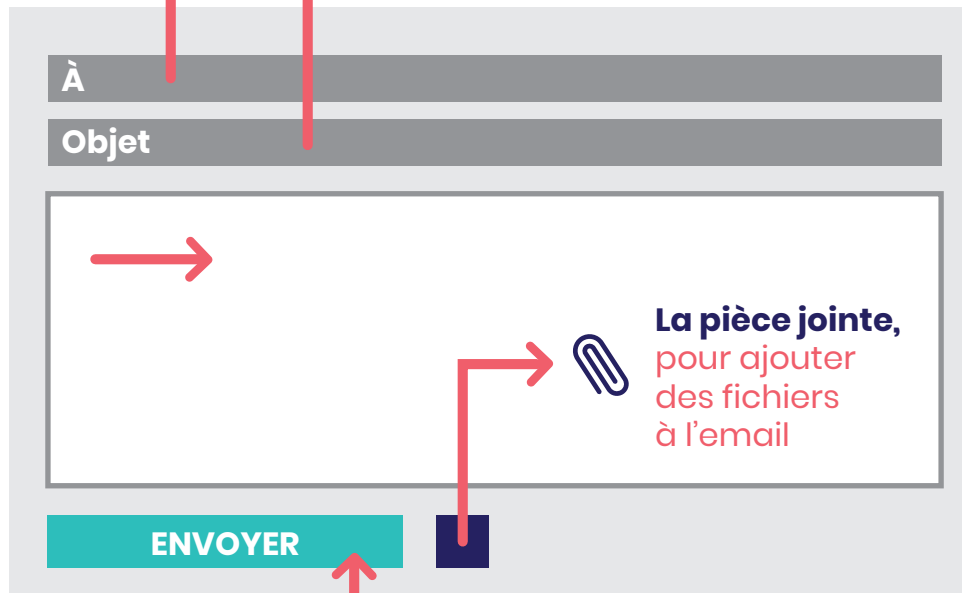 À
Objet
La pièce jointe,
pour ajouter
des fichiers
à l’email
ENVOYER